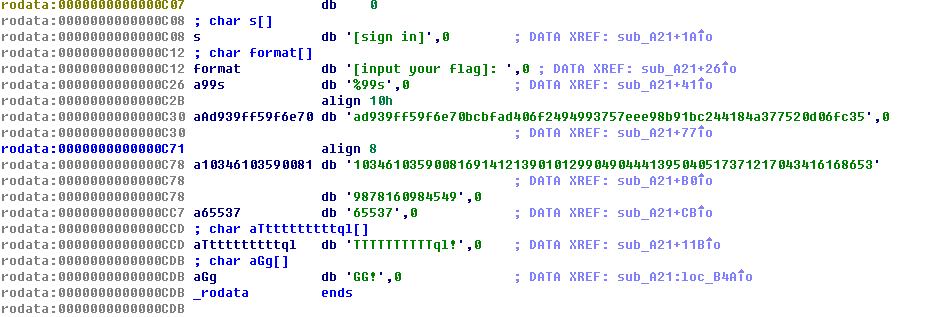 rodata:0000000000000C07 db 0
rodata:0000000000000C08 ; char s[]
rodata:0000000000000C08 s db '[sign in]',0 ; DATA XREF: sub_A21+1A↑o
rodata:0000000000000C12 ; char format[]
rodata:0000000000000C12 format db '[input your flag]: ',0 ; DATA XREF: sub_A21+26↑o
rodata:0000000000000C26 a99s db '%99s',0 ; DATA XREF: sub_A21+41↑o
rodata:0000000000000C2B align 10h
rodata:0000000000000C30 aAd939ff59f6e70 db 'ad939ff59f6e70bcbfad406f2494993757eee98b91bc244184a377520d06fc35',0
rodata:0000000000000C30 ; DATA XREF: sub_A21+77↑o
rodata:0000000000000C71 align 8
rodata:0000000000000C78 a10346103590081 db '10346103590081691412139010129904904441395040517371217043416168653'
rodata:0000000000000C78 ; DATA XREF: sub_A21+B0↑o
rodata:0000000000000C78 db '9878160984549',0
rodata:0000000000000CC7 a65537 db '65537',0 ; DATA XREF: sub_A21+CB↑o
rodata:0000000000000CCD ; char aTtttttttttql[]
rodata:0000000000000CCD aTtttttttttql db 'TTTTTTTTTTql!',0 ; DATA XREF: sub_A21+11B↑o
rodata:0000000000000CDB ; char aGg[]
rodata:0000000000000CDB aGg db 'GG!',0 ; DATA XREF: sub_A21:loc_B4A↑o
rodata:0000000000000CDB _rodata ends
rodata:0000000000000CDB